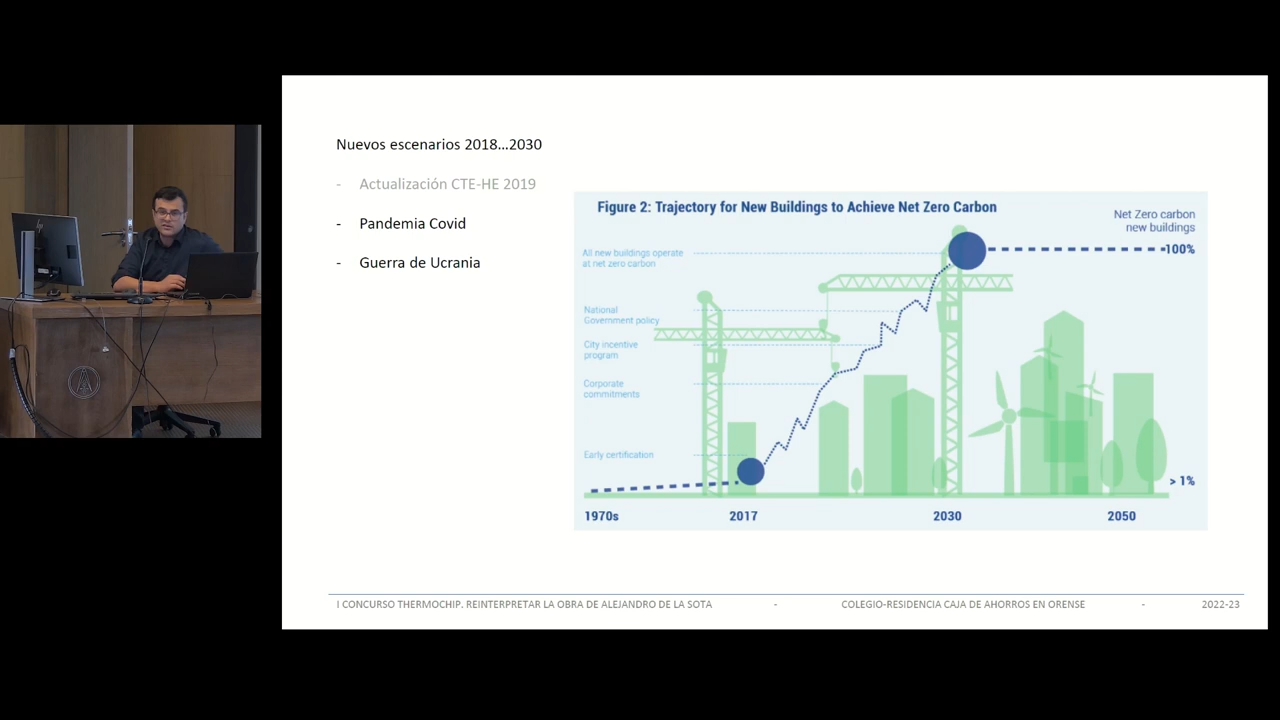 Nuevos escenarios 2018...2030
- Actualización CTE-HE 2019
- Pandemia Covid
- Guerra de Ucrania
Figure 2: Trajectory for New Buildings to Achieve Net Zero Carbon
Net Zero carbon
new buildings
100%
All new buildings operate
at net zero carbon
National
Government policy
City incentive
program
Corporate
commitments
Early certification
> 1%
1970s 2017 2030 2050
I CONCURSO THERMOCHIP. REINTERPRETAR LA OBRA DE ALEJANDRO DE LA SOTA - COLEGIO-RESIDENCIA CAJA DE AHORROS EN ORENSE - 2022-23